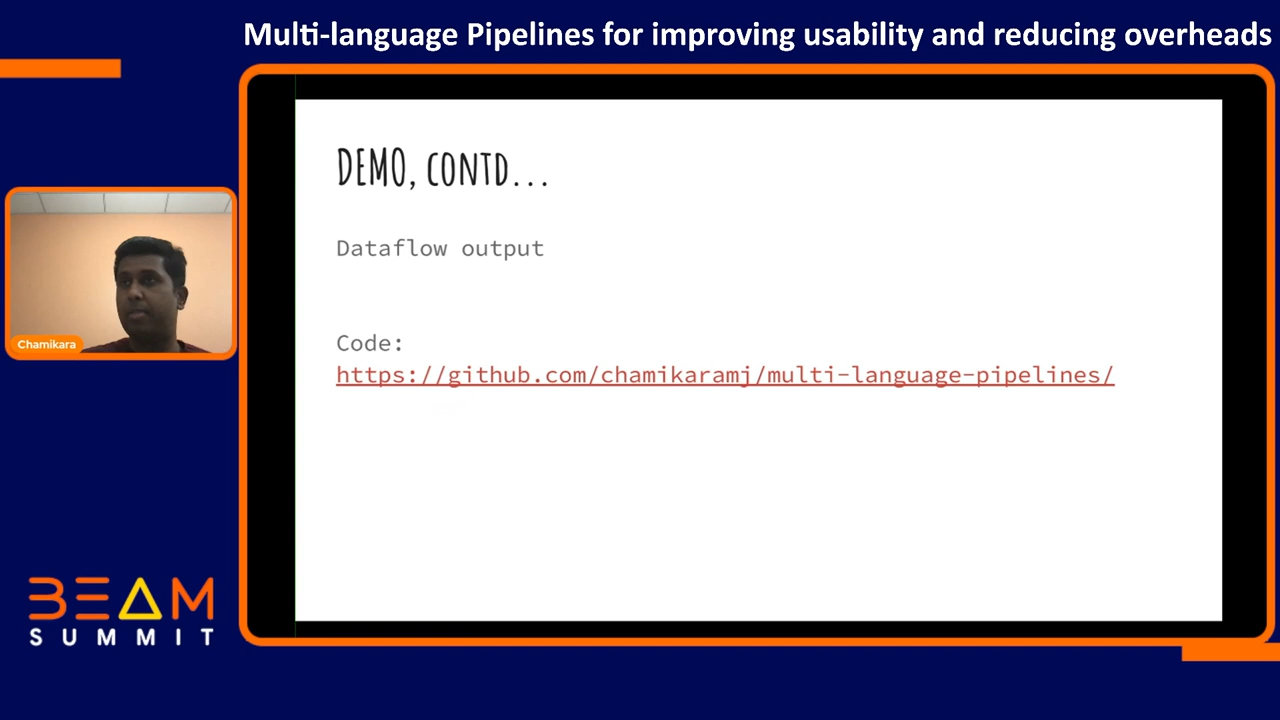 Multi-language Pipelines for improving usability and reducing overheads
DEMO, CONTD...
Dataflow output
Code:
https://github.com/chamikaramj/multi-language-pipelines/
Chamikara
BEAM
SUMMIT